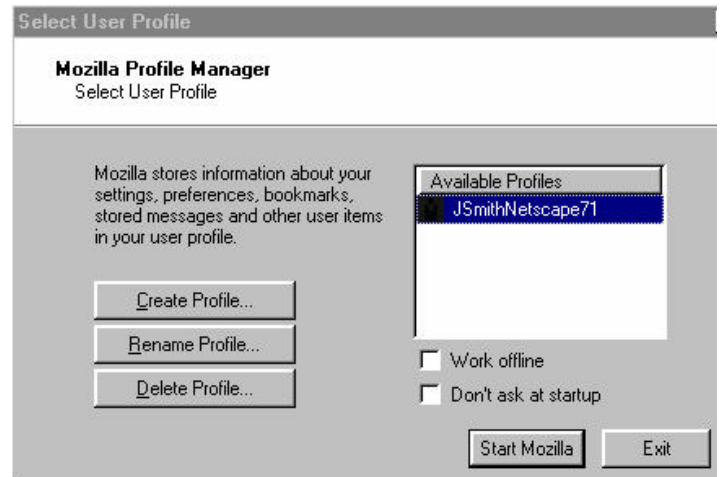 Select User Profile
Mozilla Profile Manager
Select User Profile
Mozilla stores information about your
settings, preferences, bookmarks,
stored messages and other user items
in your user profile.
Create Profile...
Rename Profile...
Delete Profile...
Available Profiles
JSmithNetscape71
Work offline
Don't ask at startup
Start Mozilla
Exit